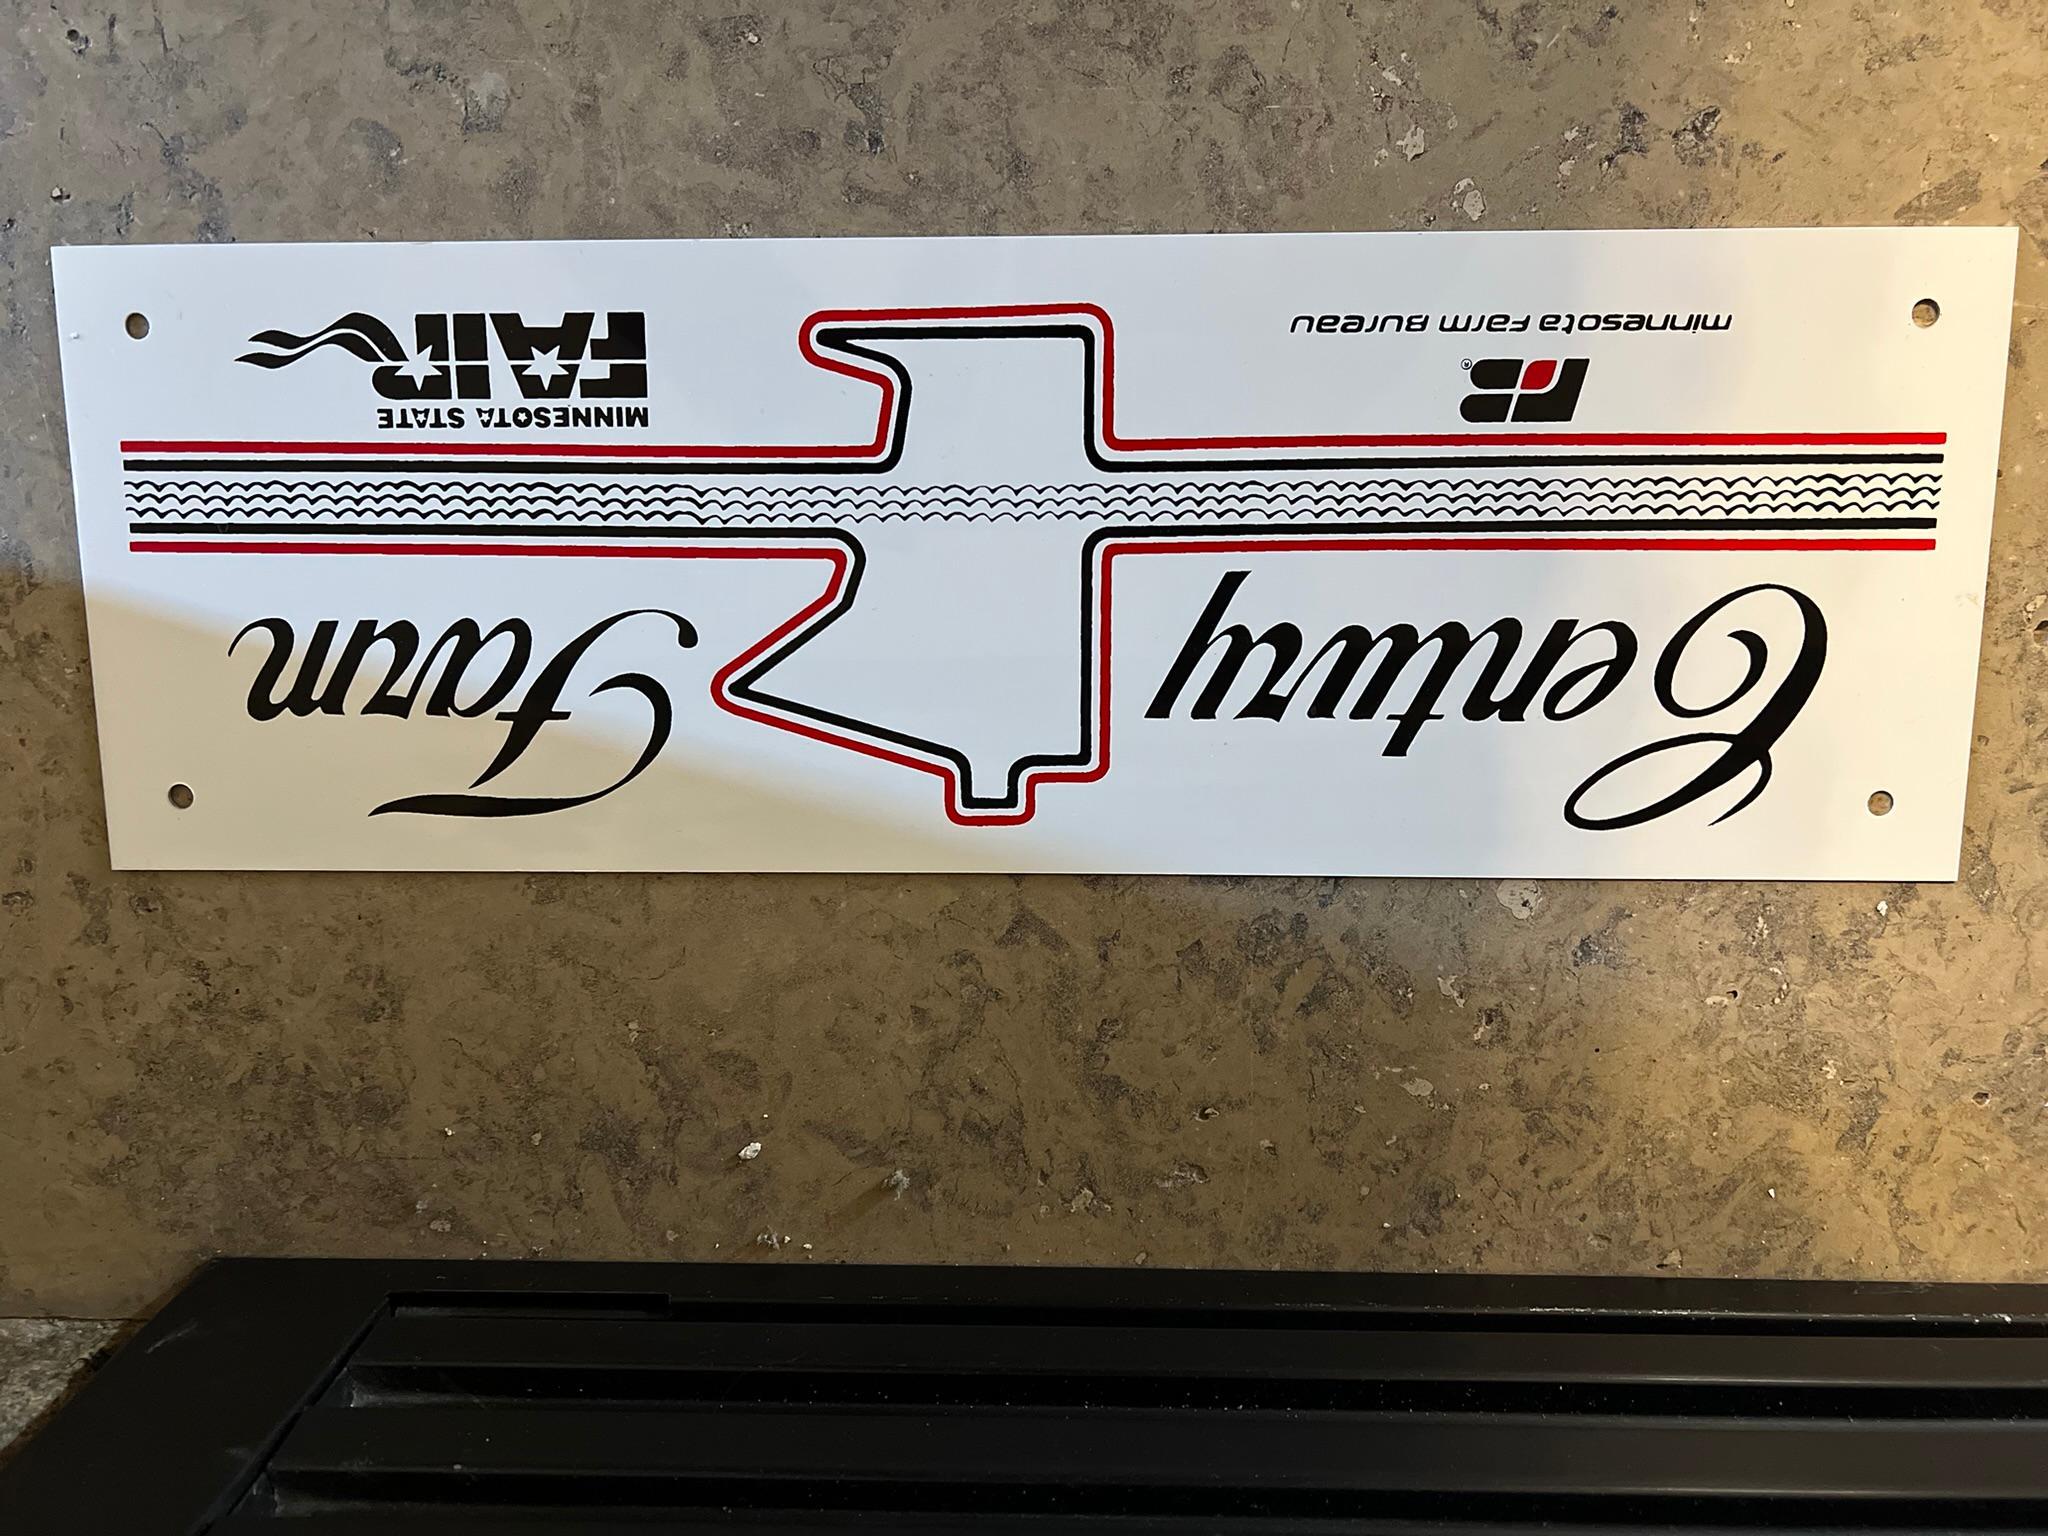 Century Farm
FB®
minnesota Farm Bureau
MINNESOTA STATE
FAIR